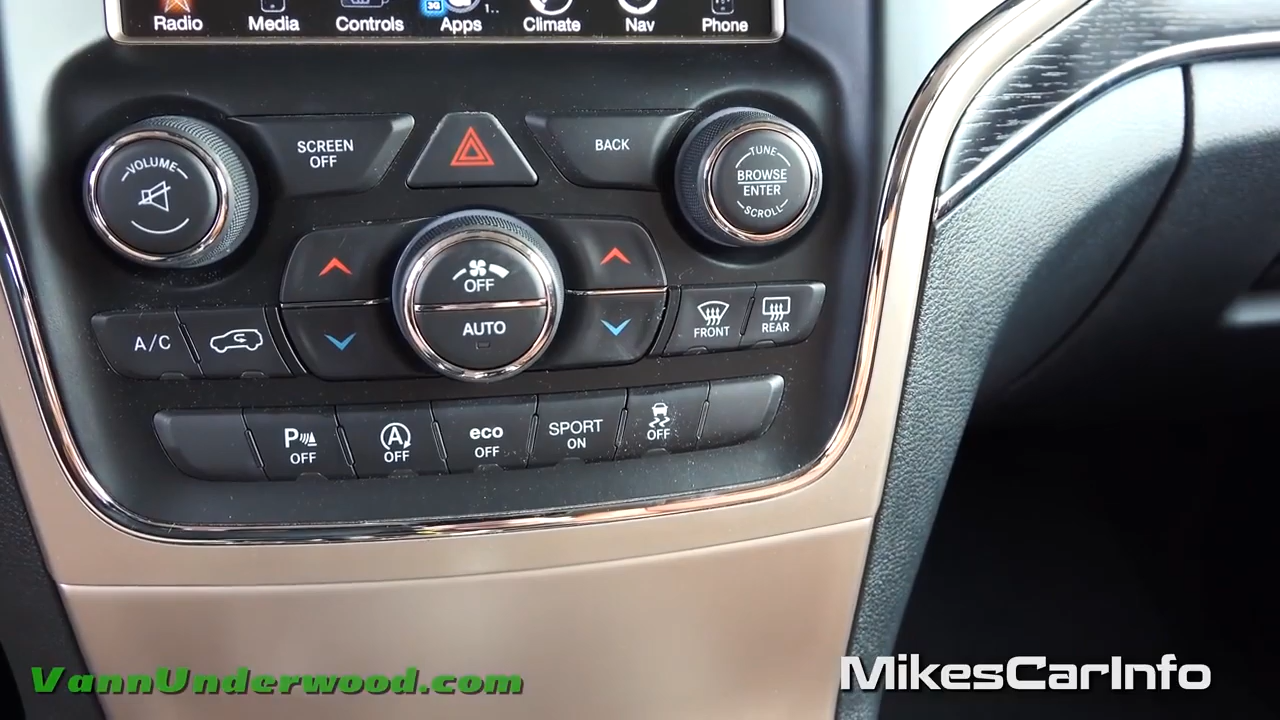 Radio Media Controls Apps Climate Nav Phone
3G
VOLUME
SCREEN
OFF
BACK
TUNE
BROWSE
ENTER
SCROLL
OFF
AUTO
A/C
FRONT
REAR
P
OFF
A
OFF
eco
OFF
SPORT
ON
OFF
VannUnderwood.com
MikesCarInfo